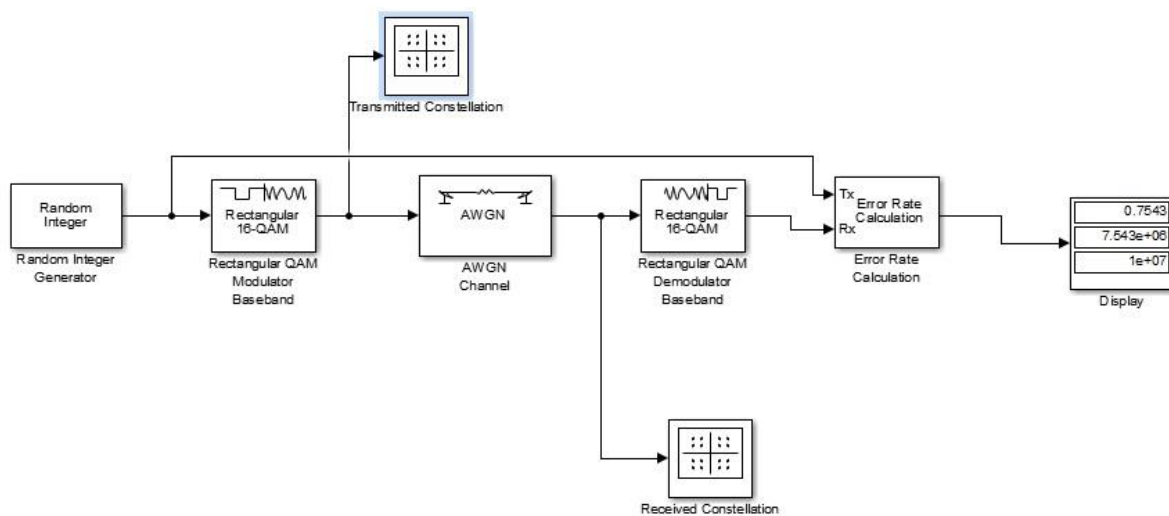 Transmitted Constellation
Random
Integer
Random Integer
Generator
Rectangular
16-QAM
Rectangular QAM
Modulator
Baseband
AWGN
AWGN
Channel
Rectangular
16-QAM
Rectangular QAM
Demodulator
Baseband
Tx
Rx
Error Rate
Calculation
Error Rate
Calculation
0.7543
7.543e+06
1e+07
Display
Received Constellation